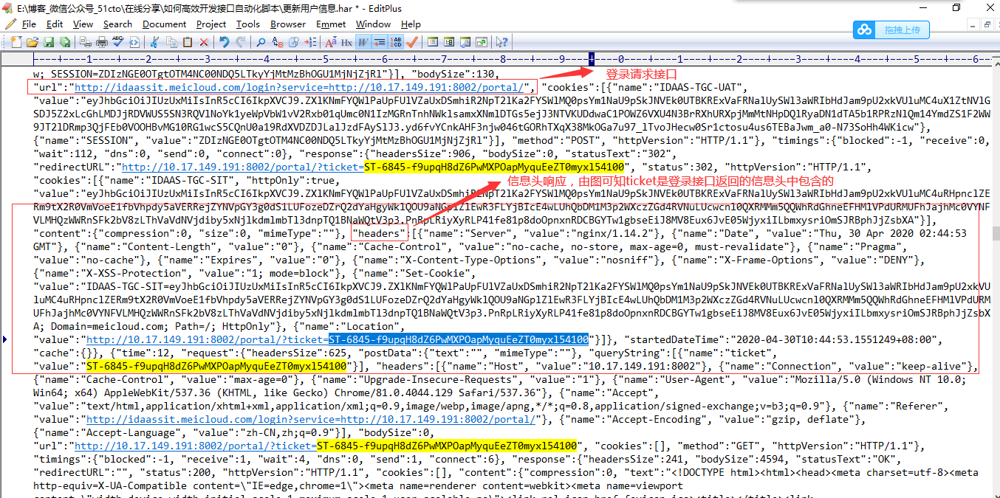 E:\博客_微信公众号_51cto\在线分享\如何高效开发接口自动化脚本\更新用户信息.har * - EditPlus
File Edit View Search Document Project Tools Browser Emmet Window Help
拖拽上传
----+----1----+----2----+----3----+----4----+----5----+----6----+----7----+----8----+----9----+----0----+----1----+----2----+----3----+----4----+----5----+----6-
w; SESSION=ZDIzNGE0OTgtOTM4NC00NDQ5LTkyYjMtMzBhOGU1MjNjZjRl"}], "bodySize":130,
登录请求接口
"url":"http://idaassit.meicloud.com/login?service=http://10.17.149.191:8002/portal/", "cookies":[{"name":"IDAAS-TGC-UAT",
"value":
{"name":"SESSION", "value":"ZDIzNGE0OTgtOTM4NC00NDQ5LTkyYjMtMzBhOGU1MjNjZjRl"}], "method":"POST", "httpVersion":"HTTP/1.1"}, "timings":{"blocked":-1, "receive":0,
"wait":112, "dns":0, "send":0, "connect":0}, "response":{"headersSize":906, "bodySize":0, "statusText":"302",
"redirectURL":"http://10.17.149.191:8002/portal/?ticket=ST-6845-f9upqH8dZ6PwMXPOapMyquEeZT0myxl54100", "status":302, "httpVersion":"HTTP/1.1",
"cookies":[{"name":"IDAAS-TGC-SIT", "httpOnly":true,
信息头响应，由图可知ticket是登录接口返回的信息头中包含的
"value":
"content":{"compression":0, "size":0, "mimeType":""}, "headers":[{"name":"Server", "value":"nginx/1.14.2"}, {"name":"Date", "value":"Thu, 30 Apr 2020 02:44:53
GMT"}, {"name":"Content-Length", "value":"0"}, {"name":"Cache-Control", "value":"no-cache, no-store, max-age=0, must-revalidate"}, {"name":"Pragma",
"value":"no-cache"}, {"name":"Expires", "value":"0"}, {"name":"X-Content-Type-Options", "value":"nosniff"}, {"name":"X-Frame-Options", "value":"DENY"},
{"name":"X-XSS-Protection", "value":"1; mode=block"}, {"name":"Set-Cookie",
"value":
A; Domain=meicloud.com; Path=/; HttpOnly"}, {"name":"Location",
"value":"http://10.17.149.191:8002/portal/?ticket=ST-6845-f9upqH8dZ6PwMXPOapMyquEeZT0myxl54100"}]}, "startedDateTime":"2020-04-30T10:44:53.1551249+08:00",
"cache":{}}, {"time":12, "request":{"headersSize":625, "postData":{"text":"", "mimeType":""}, "queryString":[{"name":"ticket",
"value":"ST-6845-f9upqH8dZ6PwMXPOapMyquEeZT0myxl54100"}], "headers":[{"name":"Host", "value":"10.17.149.191:8002"}, {"name":"Connection", "value":"keep-alive"},
{"name":"Cache-Control", "value":"max-age=0"}, {"name":"Upgrade-Insecure-Requests", "value":"1"}, {"name":"User-Agent", "value":"Mozilla/5.0 (Windows NT 10.0;
Win64; x64) AppleWebKit/537.36 (KHTML, like Gecko) Chrome/81.0.4044.129 Safari/537.36"}, {"name":"Accept",
"value":"text/html,application/xhtml+xml,application/xml;q=0.9,image/webp,image/apng,*/*;q=0.8,application/signed-exchange;v=b3;q=0.9"}, {"name":"Referer",
"value":"http://idaassit.meicloud.com/login?service=http://10.17.149.191:8002/portal/"}, {"name":"Accept-Encoding", "value":"gzip, deflate"},
{"name":"Accept-Language", "value":"zh-CN,zh;q=0.9"}], "bodySize":0,
"url":"http://10.17.149.191:8002/portal/?ticket=ST-6845-f9upqH8dZ6PwMXPOapMyquEeZT0myxl54100", "cookies":[], "method":"GET", "httpVersion":"HTTP/1.1"},
"timings":{"blocked":-1, "receive":1, "wait":4, "dns":0, "send":1, "connect":6}, "response":{"headersSize":241, "bodySize":4594, "statusText":"OK",
"redirectURL":"", "status":200, "httpVersion":"HTTP/1.1", "cookies":[], "content":{"compression":0, "text":"<!DOCTYPE html><html><head><meta charset=utf-8><meta
http-equiv=X-UA-Compatible content=\"IE=edge,chrome=1\"><meta name=renderer content=webkit><meta name=viewport